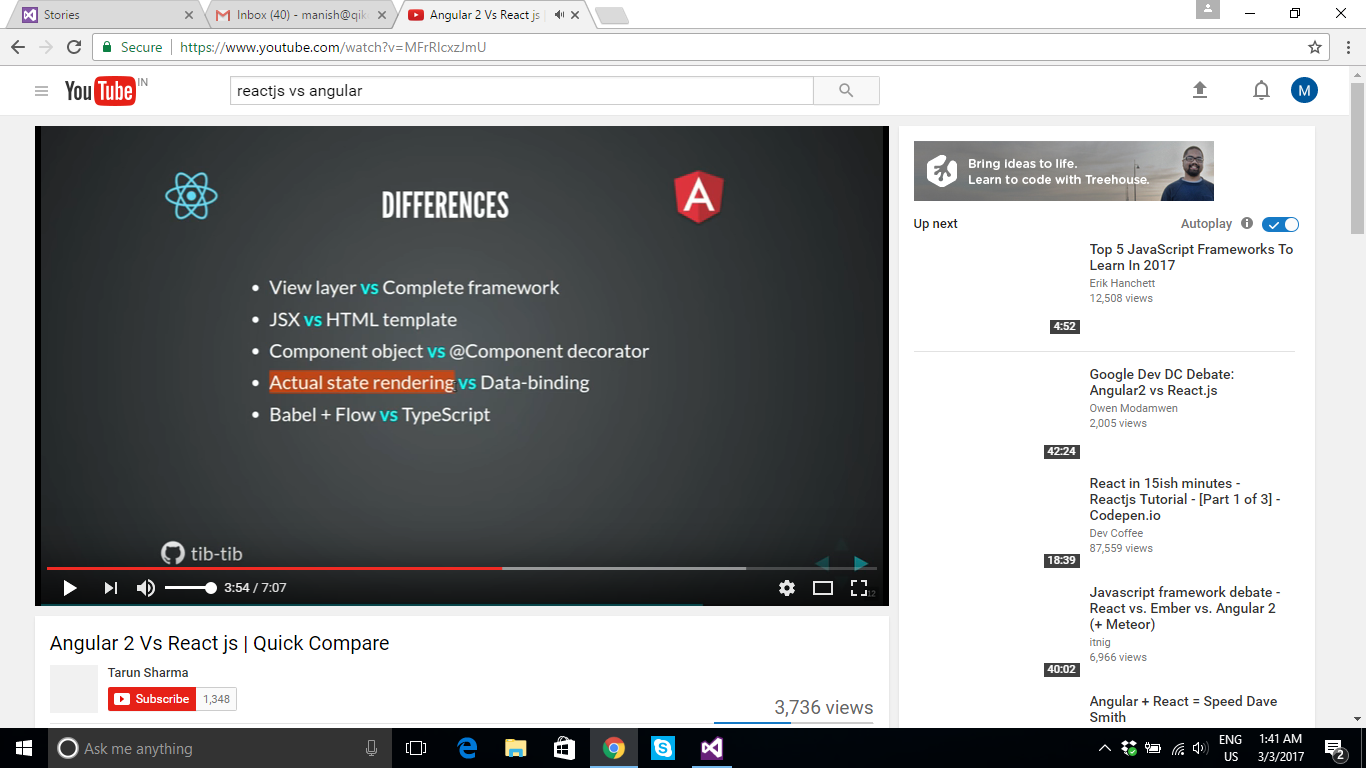 Stories
Inbox (40) - manish@qik
Angular 2 Vs React js |
Secure
https://www.youtube.com/watch?v=MFrRlcxzJmU
YouTube IN
reactjs vs angular
M
DIFFERENCES
View layer vs Complete framework
JSX vs HTML template
Component object vs @Component decorator
Actual state rendering vs Data-binding
Babel + Flow vs TypeScript
tib-tib
3:54 / 7:07
Angular 2 Vs React js | Quick Compare
Tarun Sharma
Subscribe 1,348
3,736 views
Bring ideas to life.
Learn to code with Treehouse.
Up next
Autoplay
Top 5 JavaScript Frameworks To
Learn In 2017
Erik Hanchett
12,508 views
4:52
Google Dev DC Debate:
Angular2 vs React.js
Owen Modamwen
2,005 views
42:24
React in 15ish minutes -
Reactjs Tutorial - [Part 1 of 3] -
Codepen.io
Dev Coffee
87,559 views
18:39
Javascript framework debate -
React vs. Ember vs. Angular 2
(+ Meteor)
itnig
6,966 views
40:02
Angular + React = Speed Dave
Smith
Ask me anything
ENG
US
1:41 AM
3/3/2017
2